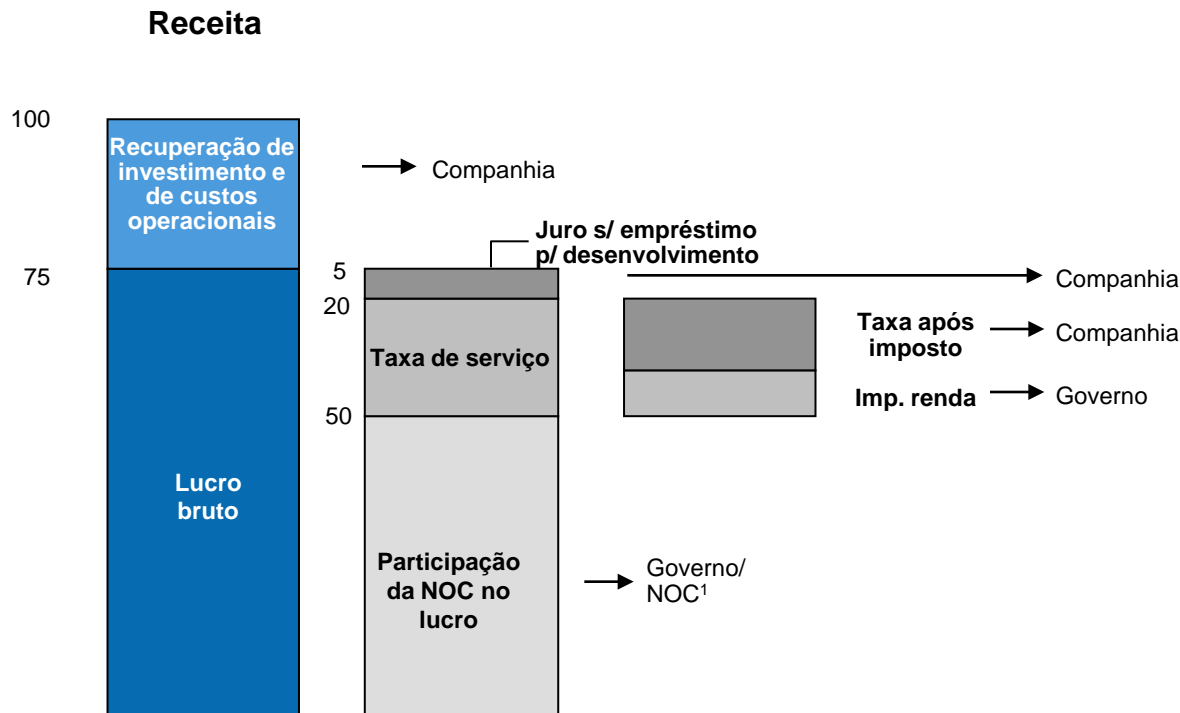 Receita
100
Recuperação de
investimento e
de custos
operacionais
Companhia
Juro s/ empréstimo
p/ desenvolvimento
75
5
Companhia
20
Taxa de serviço
Taxa após
imposto
Companhia
Imp. renda
Governo
50
Lucro
bruto
Participação
da NOC no
lucro
Governo/
NOC¹